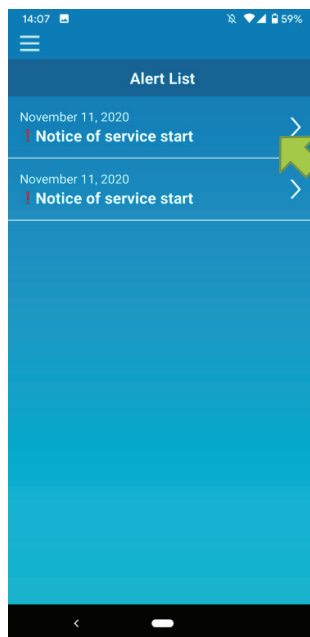 14:07 59%
Alert List
November 11, 2020
! Notice of service start
November 11, 2020
! Notice of service start